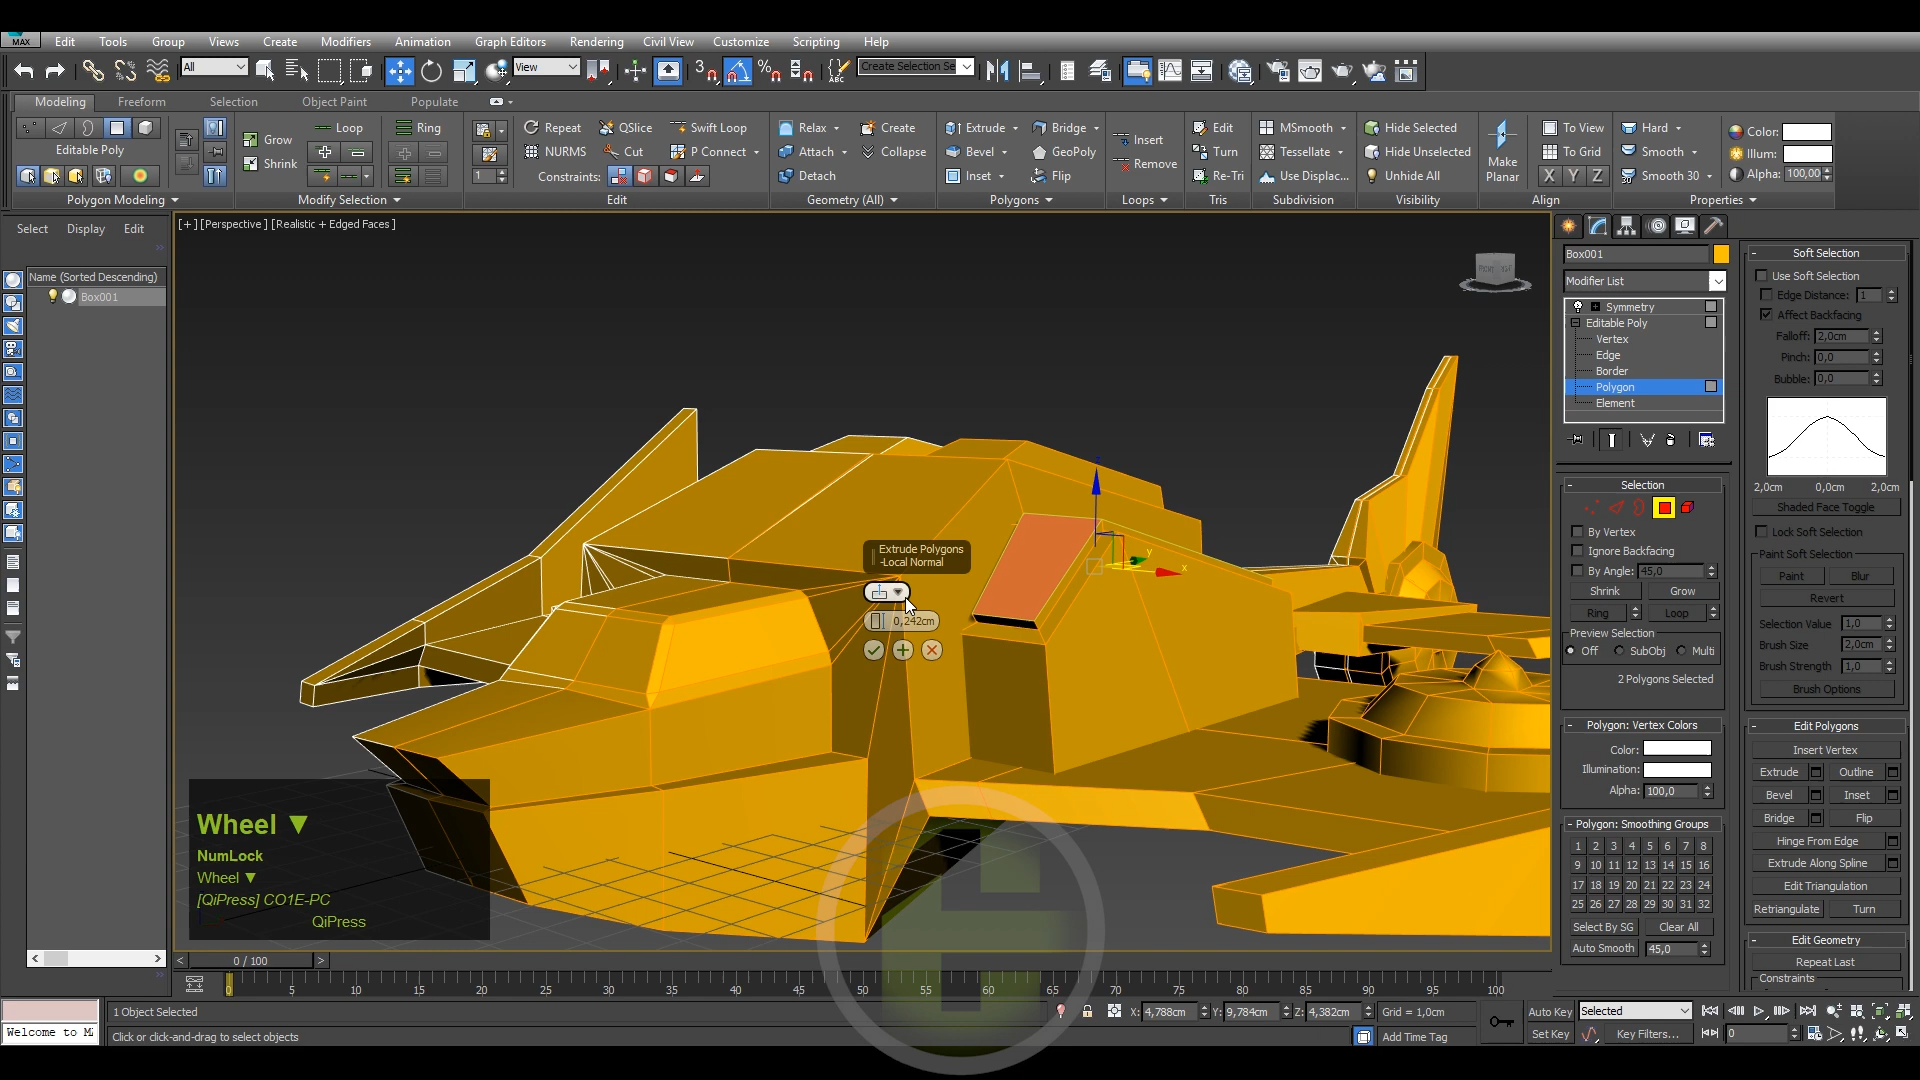 MAX Edit Tools Group Views Create Modifiers Animation Graph Editors Rendering Civil View Customize Scripting Help
All View 3 % ABC Create Selection Se
Modeling Freeform Selection Object Paint Populate
Editable Poly
Polygon Modeling
Grow Loop Ring
Shrink
Modify Selection
1
Repeat QSlice Swift Loop
NURMS Cut P Connect
Constraints:
Edit
Relax Create
Attach Collapse
Detach
Geometry (All)
Extrude Bridge
Bevel GeoPoly
Inset Flip
Polygons
Insert
Remove
Loops
Edit
Turn
Re-Tri
Tris
MSmooth
Tessellate
Use Displac...
Subdivision
Hide Selected
Hide Unselected
Unhide All
Visibility
Make
Planar
To View
To Grid
X Y Z
Align
Hard
Smooth
Smooth 30
Color:
Illum:
Alpha: 100,00
Properties
Select Display Edit
Name (Sorted Descending)
Box001
[+] [Perspective] [Realistic + Edged Faces]
Extrude Polygons
-Local Normal
0,242cm
y
x
Wheel ▼
NumLock
Wheel ▼
[QiPress] CO1E-PC
QiPress
Box001
Modifier List
Symmetry
Editable Poly
Vertex
Edge
Border
Polygon
Element
- Selection
By Vertex
Ignore Backfacing
By Angle: 45,0
Shrink Grow
Ring Loop
Preview Selection
Off SubObj Multi
2 Polygons Selected
- Polygon: Vertex Colors
Color:
Illumination:
Alpha: 100,0
- Polygon: Smoothing Groups
1 2 3 4 5 6 7 8
9 10 11 12 13 14 15 16
17 18 19 20 21 22 23 24
25 26 27 28 29 30 31 32
Select By SG Clear All
Auto Smooth 45,0
- Soft Selection
Use Soft Selection
Edge Distance: 1
Affect Backfacing
Falloff: 2,0cm
Pinch: 0,0
Bubble: 0,0
2,0cm 0,0cm 2,0cm
Shaded Face Toggle
Lock Soft Selection
Paint Soft Selection
Paint Blur
Revert
Selection Value 1,0
Brush Size 2,0cm
Brush Strength 1,0
Brush Options
- Edit Polygons
Insert Vertex
Extrude Outline
Bevel Inset
Bridge Flip
Hinge From Edge
Extrude Along Spline
Edit Triangulation
Retriangulate Turn
- Edit Geometry
Repeat Last
Constraints
< 0 / 100 >
0 5 10 15 20 25 30 35 40 45 50 55 60 65 70 75 80 85 90 95 100
1 Object Selected
X: 4,788cm Y: 9,784cm Z: 4,382cm Grid = 1,0cm
Auto Key Selected
Welcome to M
Click or click-and-drag to select objects
Add Time Tag
Set Key Key Filters... 0